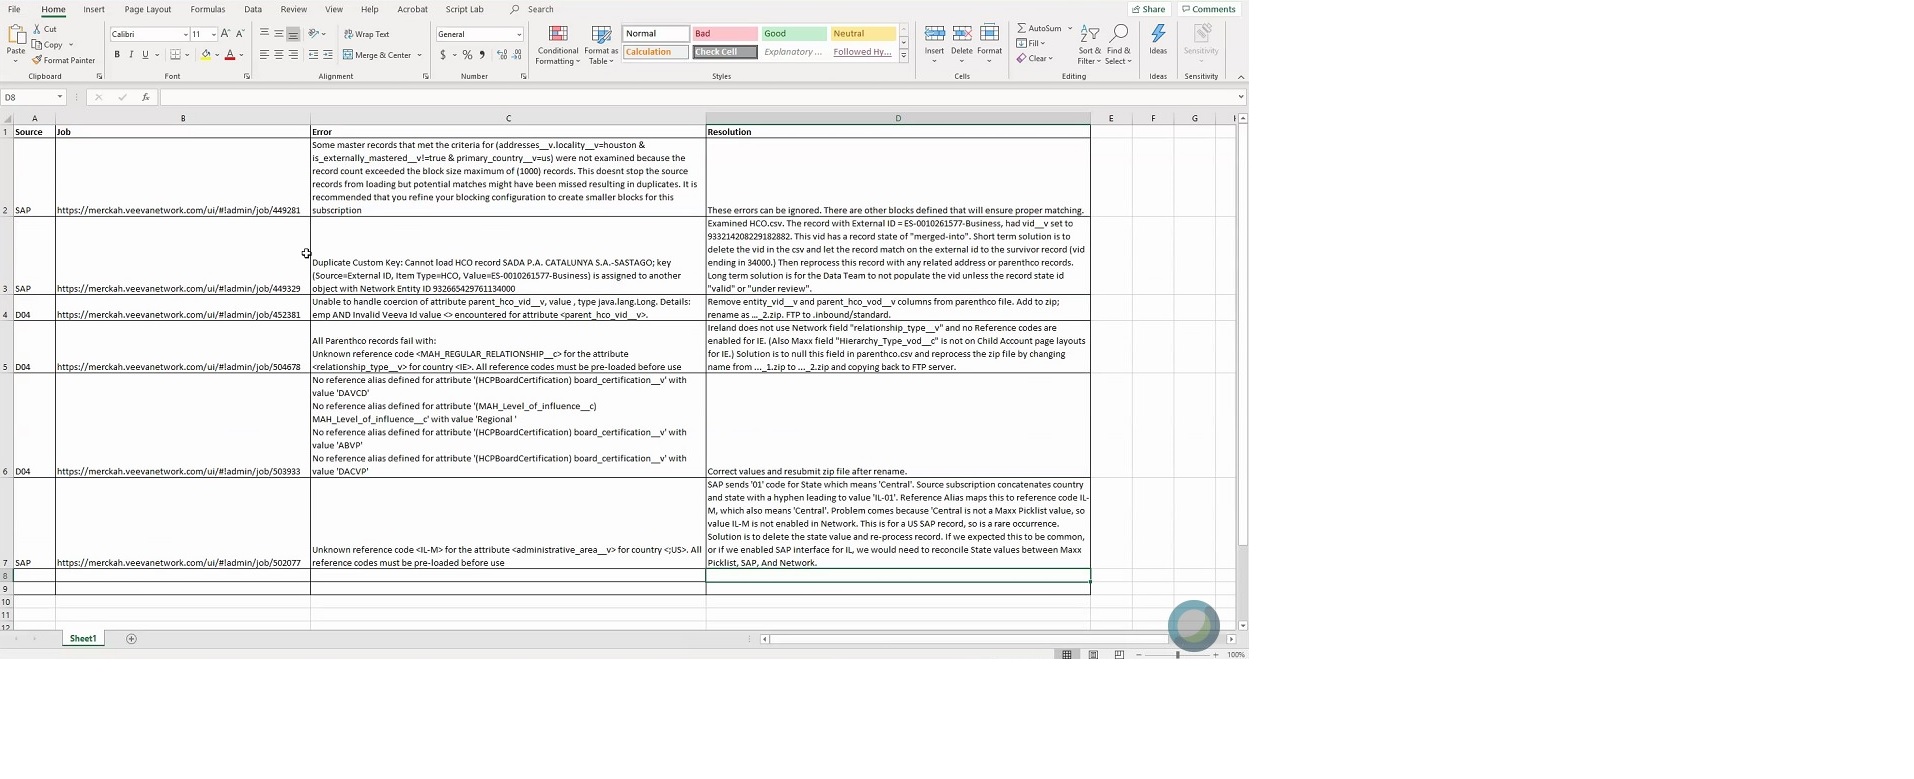 File Home Insert Page Layout Formulas Data Review View Help Acrobat Script Lab Search Share Comments
Paste Cut Copy Format Painter Clipboard
Calibri 11 Font
Wrap Text Merge & Center Alignment
General $ % Number
Conditional Formatting Format as Table Normal Bad Good Neutral
Calculation Check Cell Explanatory ... Followed Hy... Styles
Insert Delete Format Cells
AutoSum Fill Clear Sort & Filter Find & Select Editing
Ideas Ideas
Sensitivity Sensitivity
D8 fx
A B C D E F G
1 Source Job Error Resolution
Some master records that met the criteria for (addresses__v.locality__v=houston &
is_externally_mastered__v!=true & primary_country__v=us) were not examined because the
record count exceeded the block size maximum of (1000) records. This doesnt stop the source
records from loading but potential matches might have been missed resulting in duplicates. It is
recommended that you refine your blocking configuration to create smaller blocks for this
subscription
2 SAP https://merckah.veevanetwork.com/ui/#!admin/job/449281
These errors can be ignored. There are other blocks defined that will ensure proper matching.
3 SAP https://merckah.veevanetwork.com/ui/#!admin/job/449329
Duplicate Custom Key: Cannot load HCO record SADA P.A. CATALUNYA S.A.-SASTAGO; key
(Source=External ID, Item Type=HCO, Value=ES-0010261577-Business) is assigned to another
object with Network Entity ID 932665429761134000
Examined HCO.csv. The record with External ID = ES-0010261577-Business, had vid__v set to
933214208229182882. This vid has a record state of "merged-into". Short term solution is to
delete the vid in the csv and let the record match on the external id to the survivor record (vid
ending in 34000.) Then reprocess this record with any related address or parenthco records.
Long term solution is for the Data Team to not populate the vid unless the record state id
"valid" or "under review".
4 D04 https://merckah.veevanetwork.com/ui/#!admin/job/452381
Unable to handle coercion of attribute parent_hco_vid__v, value , type java.lang.Long. Details:
emp AND Invalid Veeva Id value <> encountered for attribute <parent_hco_vid__v>.
Remove entity_vid__v and parent_hco_vod__v columns from parenthco file. Add to zip;
rename as ..._2.zip. FTP to .inbound/standard.
5 D04 https://merckah.veevanetwork.com/ui/#!admin/job/504678
All Parenthco records fail with:
Unknown reference code <MAH_REGULAR_RELATIONSHIP__c> for the attribute
<relationship_type__v> for country <IE>. All reference codes must be pre-loaded before use
Ireland does not use Network field "relationship_type__v" and no Reference codes are
enabled for IE. (Also Maxx field "Hierarchy_Type_vod__c" is not on Child Account page layouts
for IE.) Solution is to null this field in parenthco.csv and reprocess the zip file by changing
name from ..._1.zip to ..._2.zip and copying back to FTP server.
6 D04 https://merckah.veevanetwork.com/ui/#!admin/job/503933
No reference alias defined for attribute '(HCPBoardCertification) board_certification__v' with
value 'DAVCD'
No reference alias defined for attribute '(MAH_Level_of_influence__c)
MAH_Level_of_influence__c' with value 'Regional '
No reference alias defined for attribute '(HCPBoardCertification) board_certification__v' with
value 'ABVP'
No reference alias defined for attribute '(HCPBoardCertification) board_certification__v' with
value 'DACVP'
Correct values and resubmit zip file after rename.
7 SAP https://merckah.veevanetwork.com/ui/#!admin/job/502077
Unknown reference code <IL-M> for the attribute <administrative_area__v> for country <;US>. All
reference codes must be pre-loaded before use
SAP sends '01' code for State which means 'Central'. Source subscription concatenates country
and state with a hyphen leading to value 'IL-01'. Reference Alias maps this to reference code IL-
M, which also means 'Central'. Problem comes because 'Central is not a Maxx Picklist value, so
value IL-M is not enabled in Network. This is for a US SAP record, so is a rare occurrence.
Solution is to delete the state value and re-process record. If we expected this to be common,
or if we enabled SAP interface for IL, we would need to reconcile State values between Maxx
Picklist, SAP, And Network.
8
9
10
11
12
Sheet1
100%